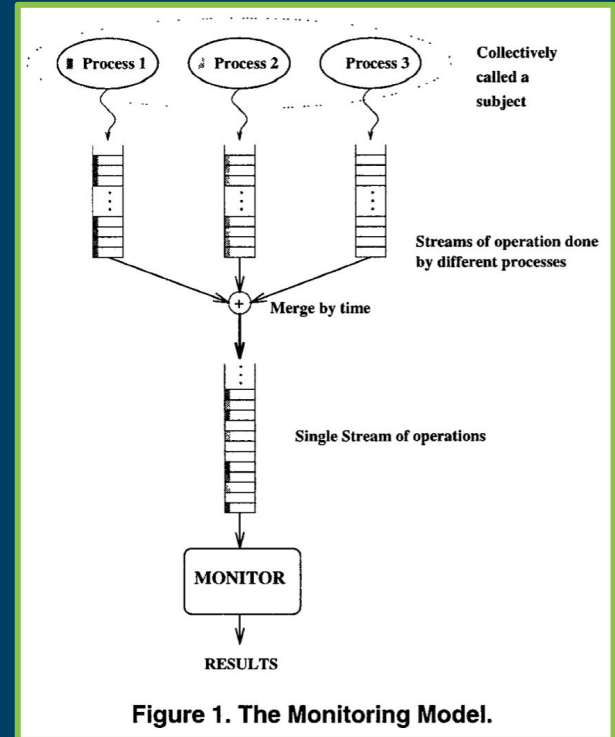 Process 1
Process 2
Process 3
Collectively
called a
subject
Streams of operation done
by different processes
+
Merge by time
Single Stream of operations
MONITOR
RESULTS
Figure 1. The Monitoring Model.